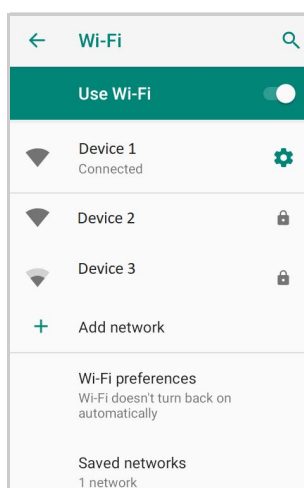 Wi-Fi
Use Wi-Fi
Device 1
Connected
Device 2
Device 3
Add network
Wi-Fi preferences
Wi-Fi doesn't turn back on
automatically
Saved networks
1 network